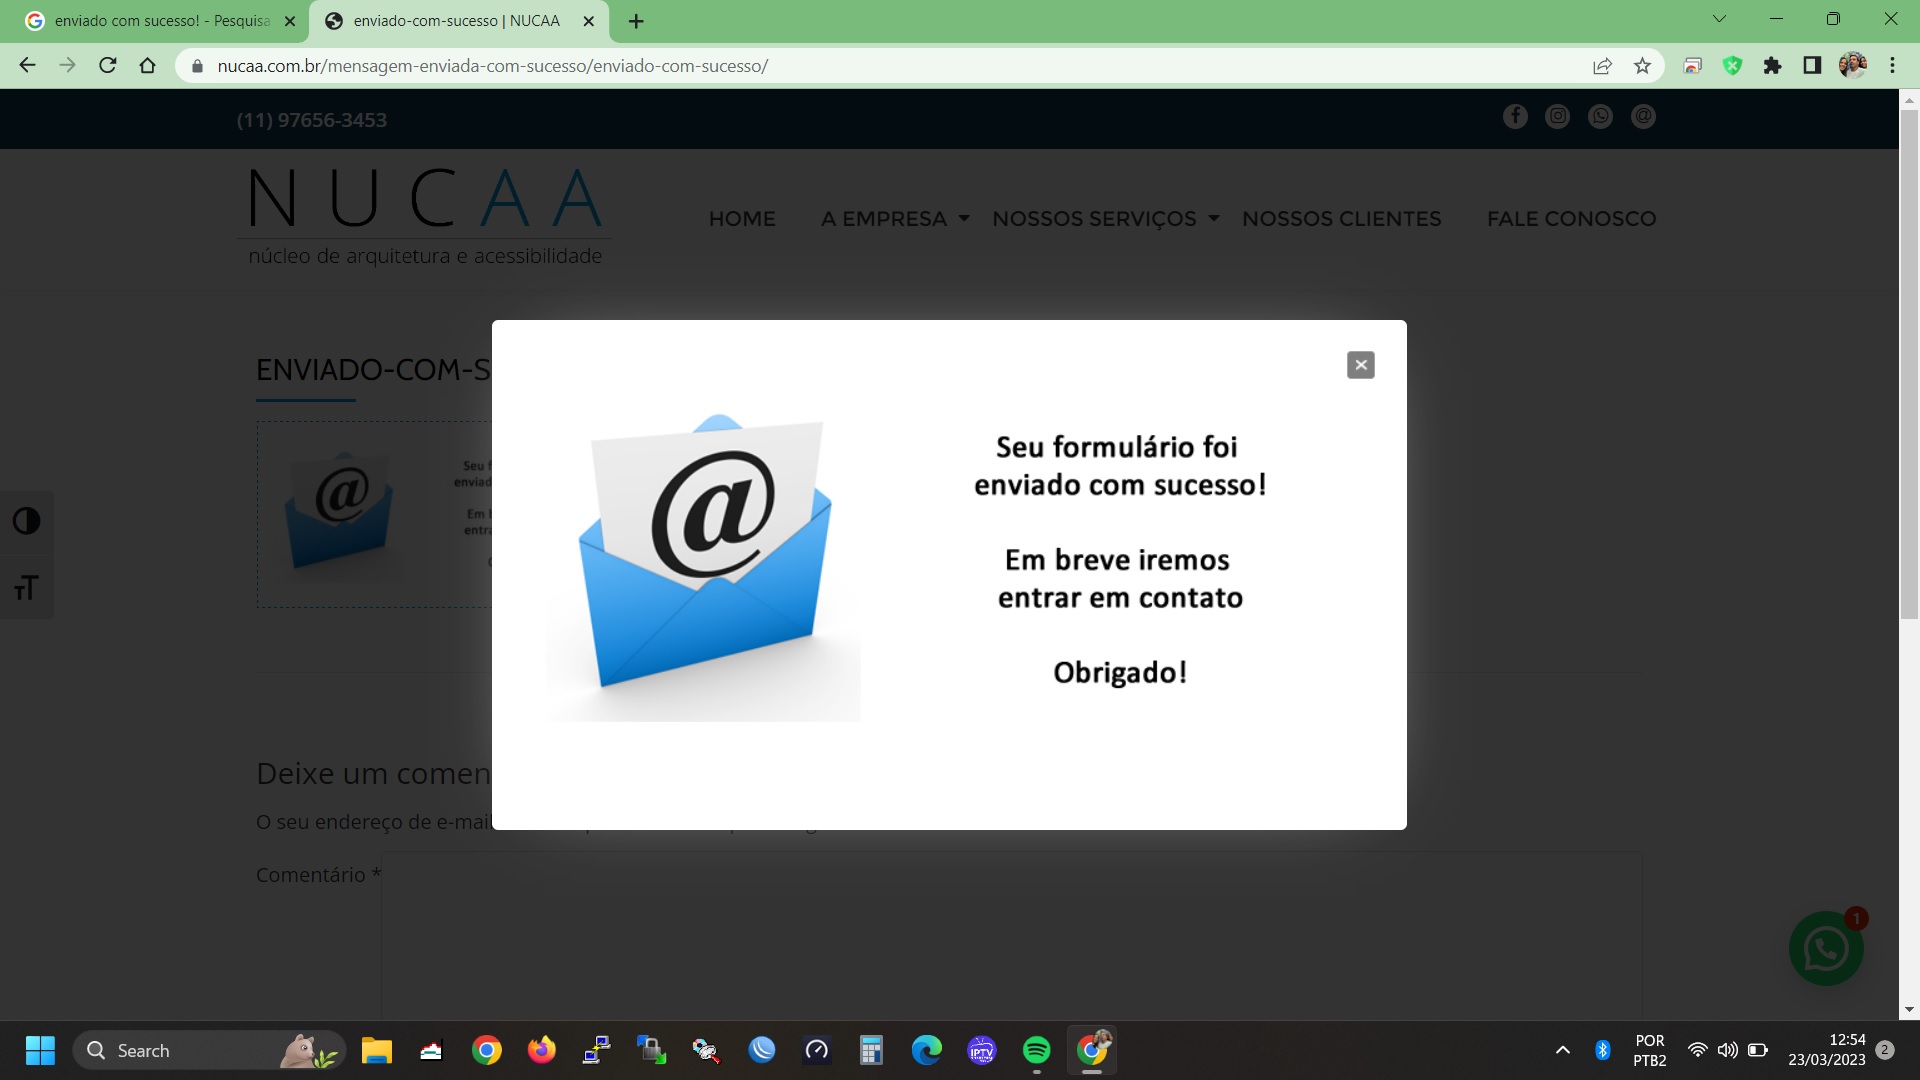 enviado com sucesso! - Pesquisa
enviado-com-sucesso | NUCAA
nucaa.com.br/mensagem-enviada-com-sucesso/enviado-com-sucesso/
(11) 97656-3453
NUCAA
núcleo de arquitetura e acessibilidade
HOME
A EMPRESA
NOSSOS SERVIÇOS
NOSSOS CLIENTES
FALE CONOSCO
ENVIADO-COM-S
Seu f
enviad
Em b
entra
Seu formulário foi
enviado com sucesso!
Em breve iremos
entrar em contato
Obrigado!
Deixe um comen
O seu endereço de e-mai
Comentário *
1
Search
IPTV
POR
PTB2
12:54
23/03/2023
2